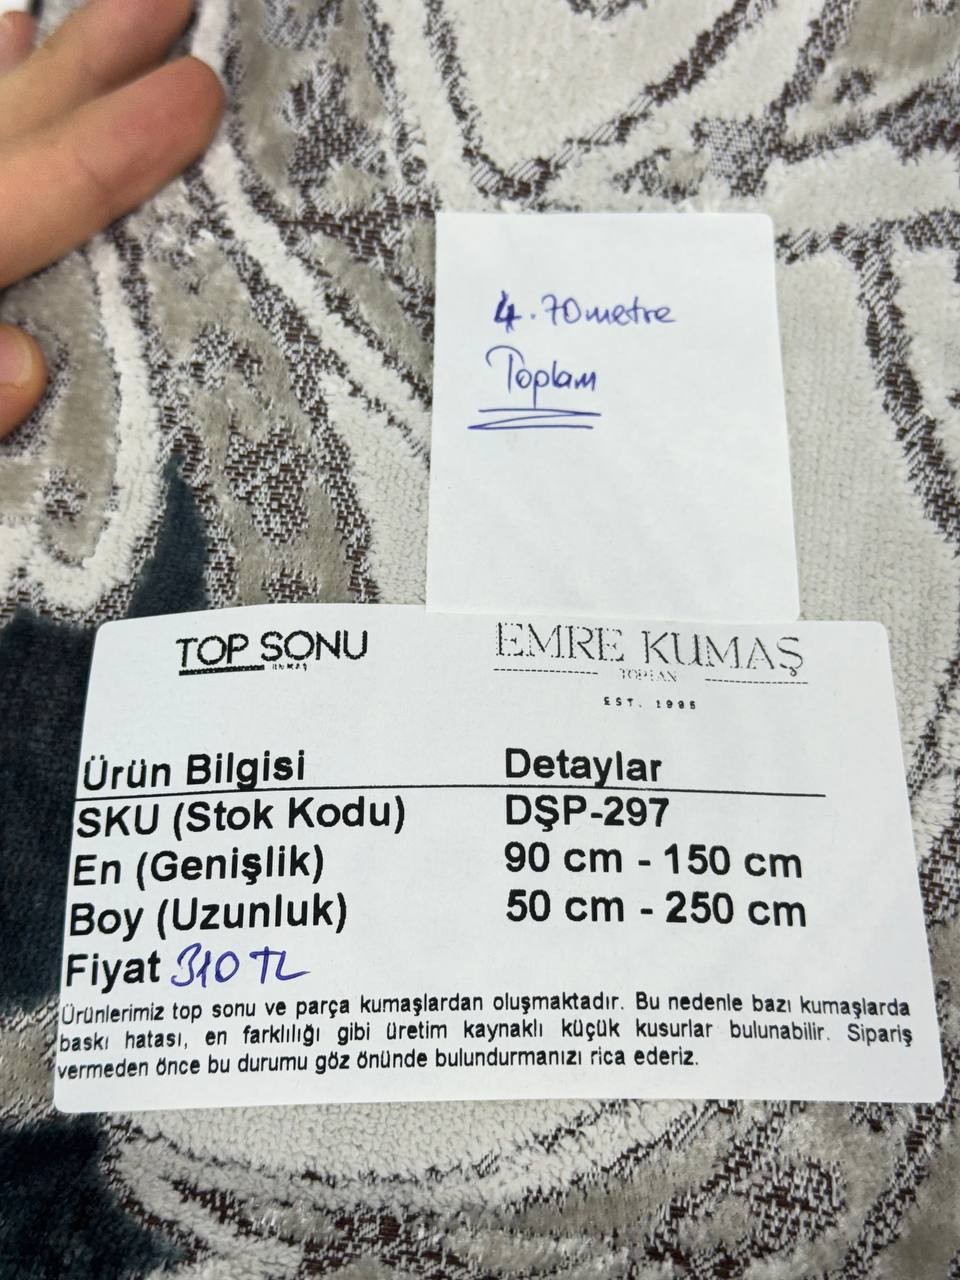 4.70metre
Toplam
TOP SONU
KUMAŞ
EMRE KUMAŞ
TOPTAN
EST. 1995
Ürün Bilgisi Detaylar
SKU (Stok Kodu) DŞP-297
En (Genişlik) 90 cm - 150 cm
Boy (Uzunluk) 50 cm - 250 cm
Fiyat 310 TL
Ürünlerimiz top sonu ve parça kumaşlardan oluşmaktadır. Bu nedenle bazı kumaşlarda
baskı hatası, en farklılığı gibi üretim kaynaklı küçük kusurlar bulunabilir. Sipariş
vermeden önce bu durumu göz önünde bulundurmanızı rica ederiz.